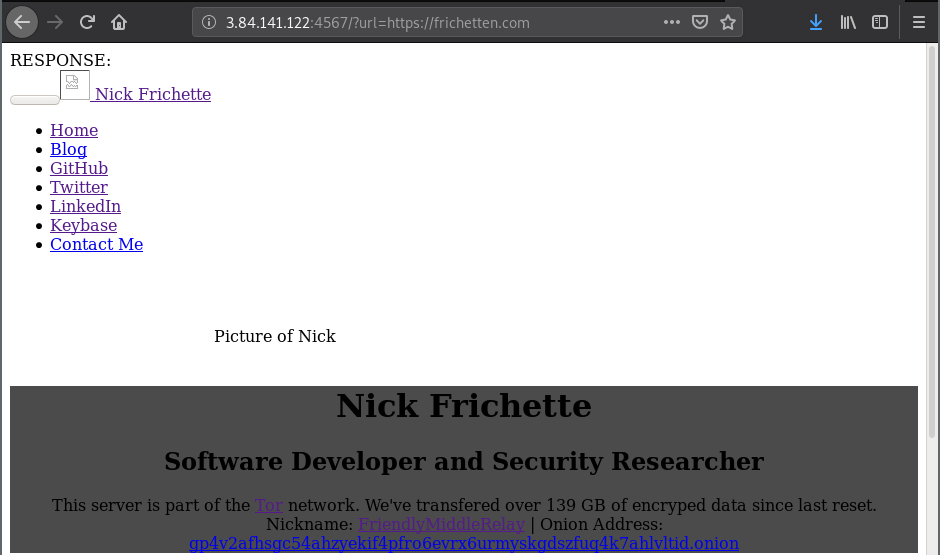 3.84.141.122:4567/?url=https://frichetten.com
RESPONSE:
Nick Frichette
Home
Blog
GitHub
Twitter
LinkedIn
Keybase
Contact Me
Picture of Nick
Nick Frichette
Software Developer and Security Researcher
This server is part of the Tor network. We've transfered over 139 GB of encryped data since last reset.
Nickname: FriendlyMiddleRelay | Onion Address:
gp4v2afhsgc54ahzyekif4pfro6evrx6urmyskgdszfuq4k7ahlvltid.onion